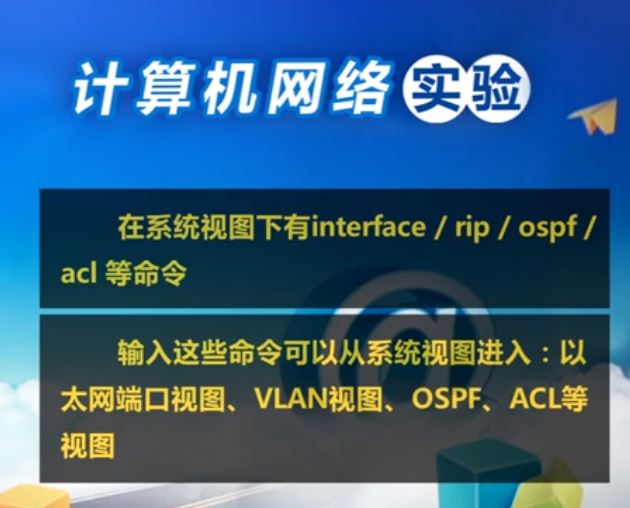 计算机网络实验
在系统视图下有interface / rip / ospf /
acl 等命令
输入这些命令可以从系统视图进入：以
太网端口视图、VLAN视图、OSPF、ACL等
视图